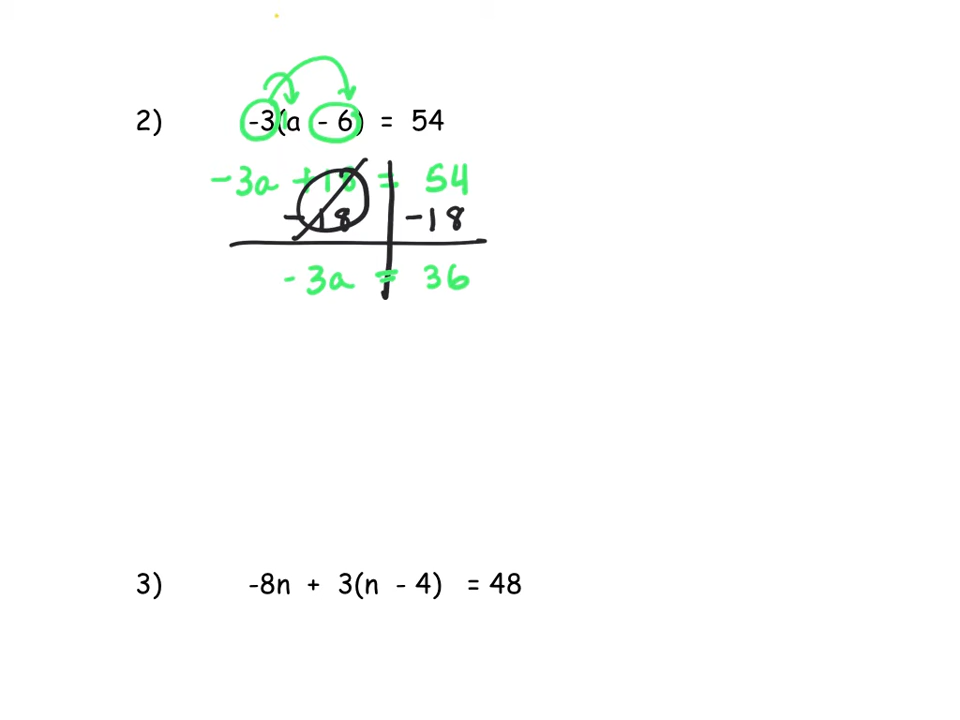 2) -3(a - 6) = 54
-3a +18 = 54
-18 -18
-3a = 36
3) -8n + 3(n - 4) = 48